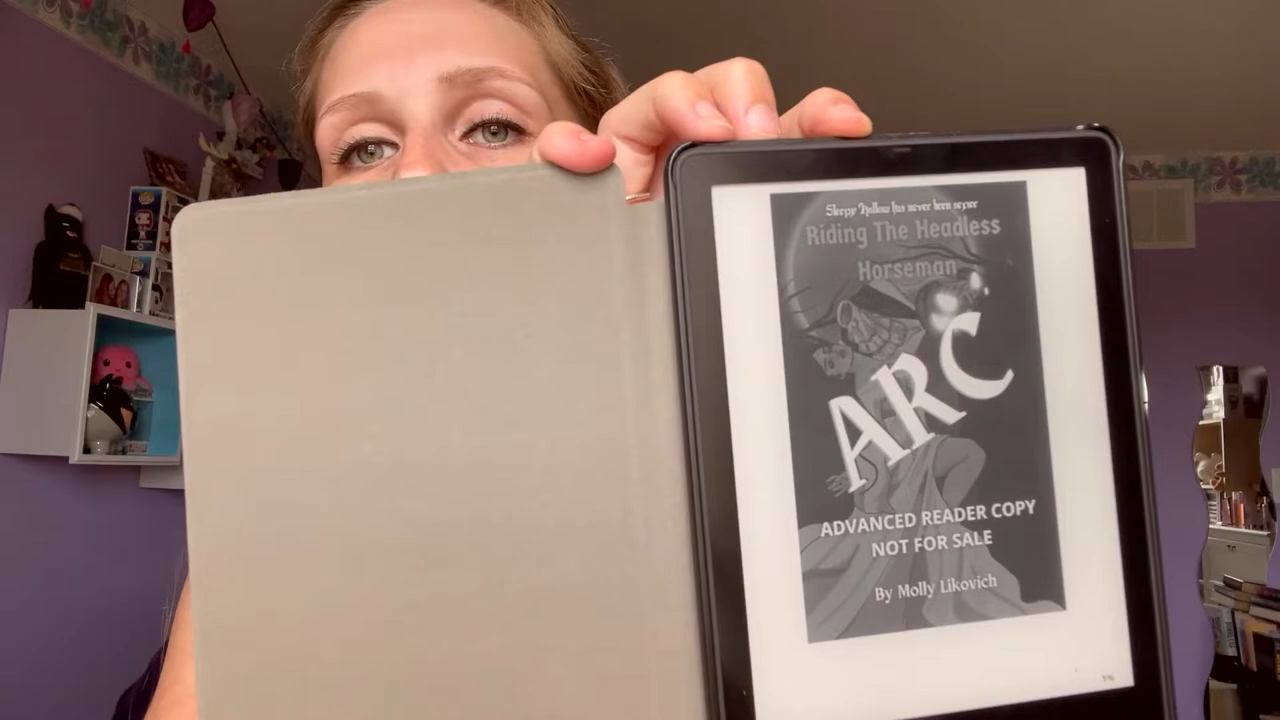 Sleepy Hollow has never been sexier
Riding The Headless
Horseman
ARC
ADVANCED READER COPY
NOT FOR SALE
By Molly Likovich